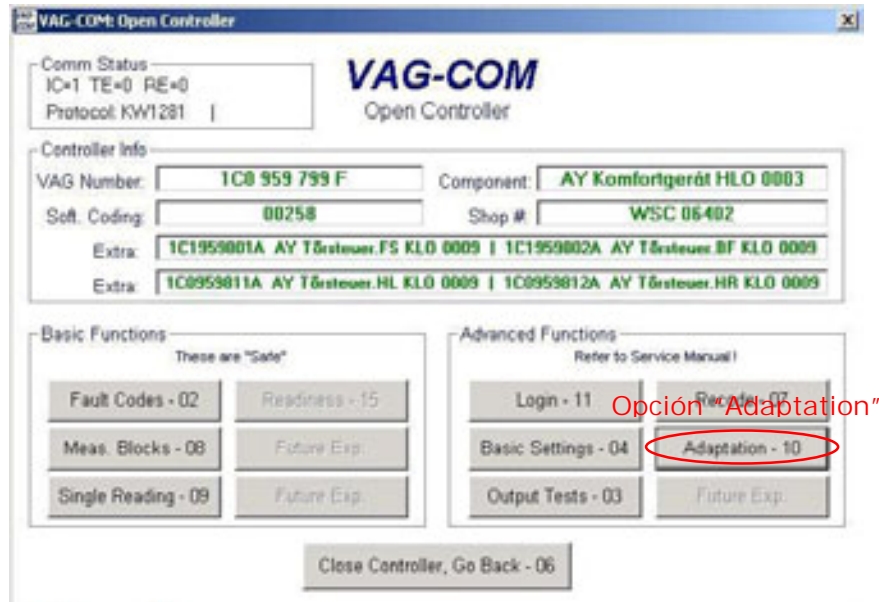 VAG-COM: Open Controller
Comm Status
IC=1 TE=0 RE=0
Protocol: KW1281 |
VAG-COM
Open Controller
Controller Info
VAG Number: 1C0 959 799 F Component: AY Komfortgerät HLO 0003
Soft. Coding: 00258 Shop #: WSC 06402
Extra: 1C1959801A AY Tõrsteuer.FS KLO 0009 | 1C1959802A AY Tõrsteuer.BF KLO 0009
Extra: 1C0959811A AY Tõrsteuer.HL KLO 0009 | 1C0959812A AY Tõrsteuer.HR KLO 0009
Basic Functions
These are "Safe"
Fault Codes - 02 Readiness - 15
Meas. Blocks - 08 Future Exp.
Single Reading - 09 Future Exp.
Advanced Functions
Refer to Service Manual!
Login - 11 Recode - 07
Opción "Adaptation"
Basic Settings - 04 Adaptation - 10
Output Tests - 03 Future Exp.
Close Controller, Go Back - 06